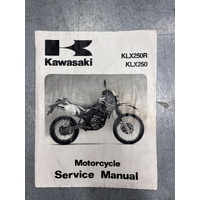 KLX250R
Kawasaki
KLX250
Motorcycle
Service Manual